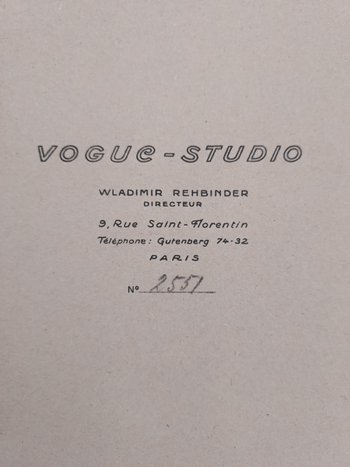 VOGUE - STUDIO
WLADIMIR REHBINDER
DIRECTEUR
9, Rue Saint-Florentin
Téléphone: Gutenberg 74-32
PARIS
Nº 2551